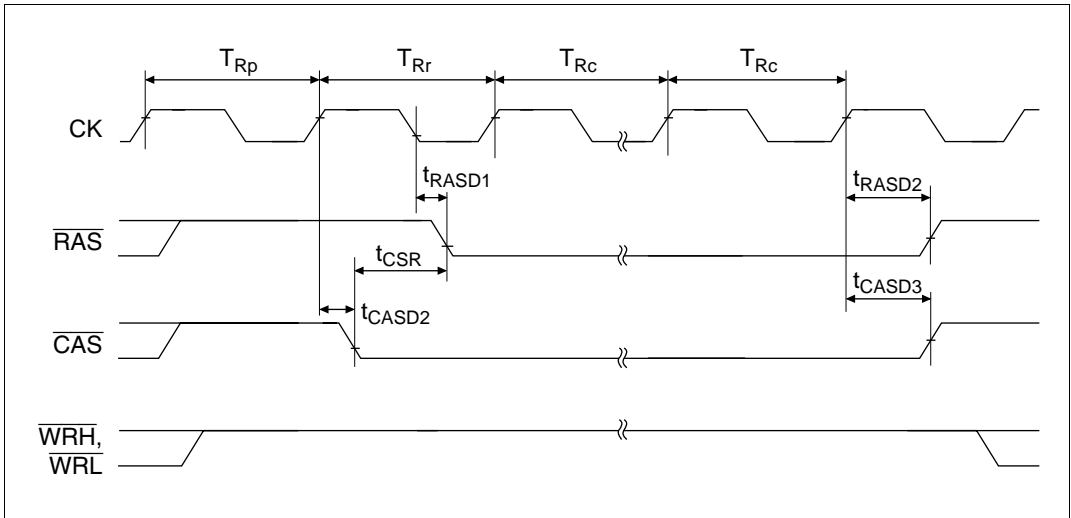 TRp TRr TRc TRc
CK
tRASD1 tRASD2
RAS
tCSR
tCASD3
tCASD2
CAS
WRH,
WRL